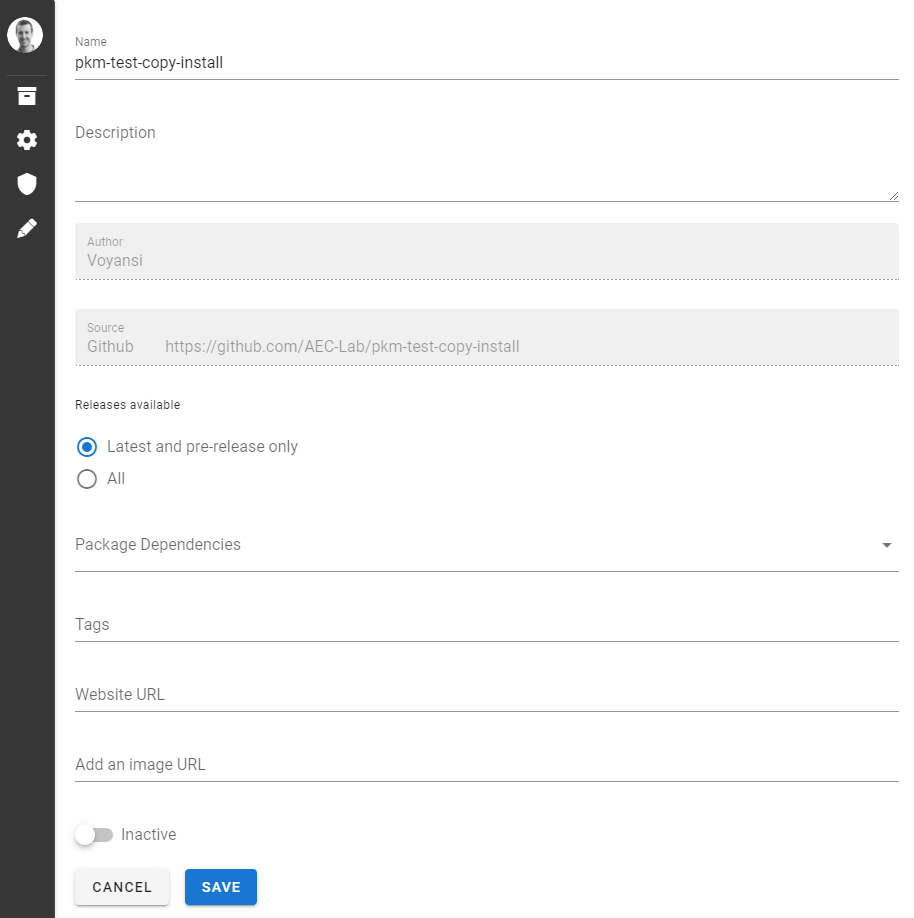 Name
pkm-test-copy-install
Description
Author
Voyansi
Source
Github https://github.com/AEC-Lab/pkm-test-copy-install
Releases available
Latest and pre-release only
All
Package Dependencies
Tags
Website URL
Add an image URL
Inactive
CANCEL SAVE